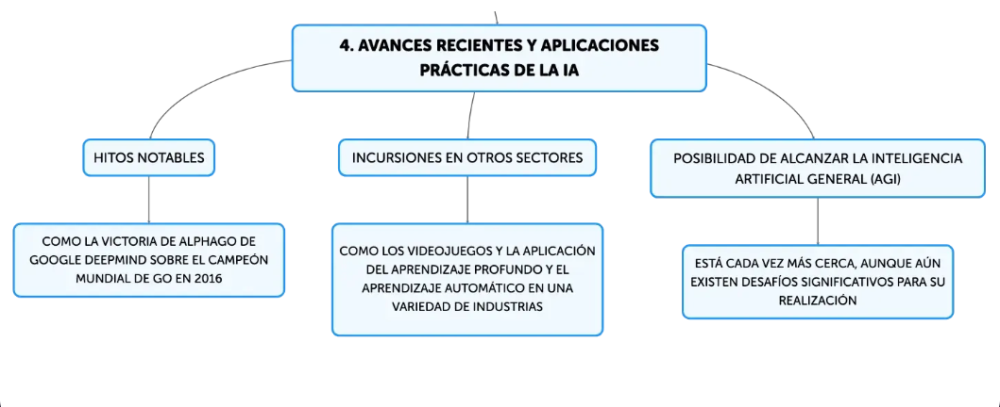 4. AVANCES RECIENTES Y APLICACIONES
PRÁCTICAS DE LA IA
HITOS NOTABLES
INCURSIONES EN OTROS SECTORES
POSIBILIDAD DE ALCANZAR LA INTELIGENCIA
ARTIFICIAL GENERAL (AGI)
COMO LA VICTORIA DE ALPHAGO DE
GOOGLE DEEPMIND SOBRE EL CAMPEÓN
MUNDIAL DE GO EN 2016
COMO LOS VIDEOJUEGOS Y LA APLICACIÓN
DEL APRENDIZAJE PROFUNDO Y EL
APRENDIZAJE AUTOMÁTICO EN UNA
VARIEDAD DE INDUSTRIAS
ESTÁ CADA VEZ MÁS CERCA, AUNQUE AÚN
EXISTEN DESAFÍOS SIGNIFICATIVOS PARA SU
REALIZACIÓN